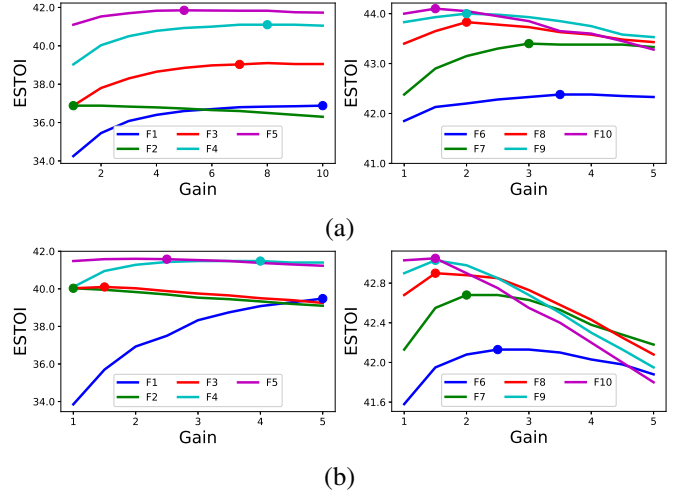 42.0
40.0
38.0
36.0
34.0
ESTOI
F1 F3 F5
F2 F4
2 4 6 8 10
Gain
44.0
43.0
42.0
41.0
ESTOI
F6 F8 F10
F7 F9
1 2 3 4 5
Gain
(a)
42.0
40.0
38.0
36.0
34.0
ESTOI
F1 F3 F5
F2 F4
1 2 3 4 5
Gain
42.8
42.4
42.0
41.6
ESTOI
F6 F8 F10
F7 F9
1 2 3 4 5
Gain
(b)